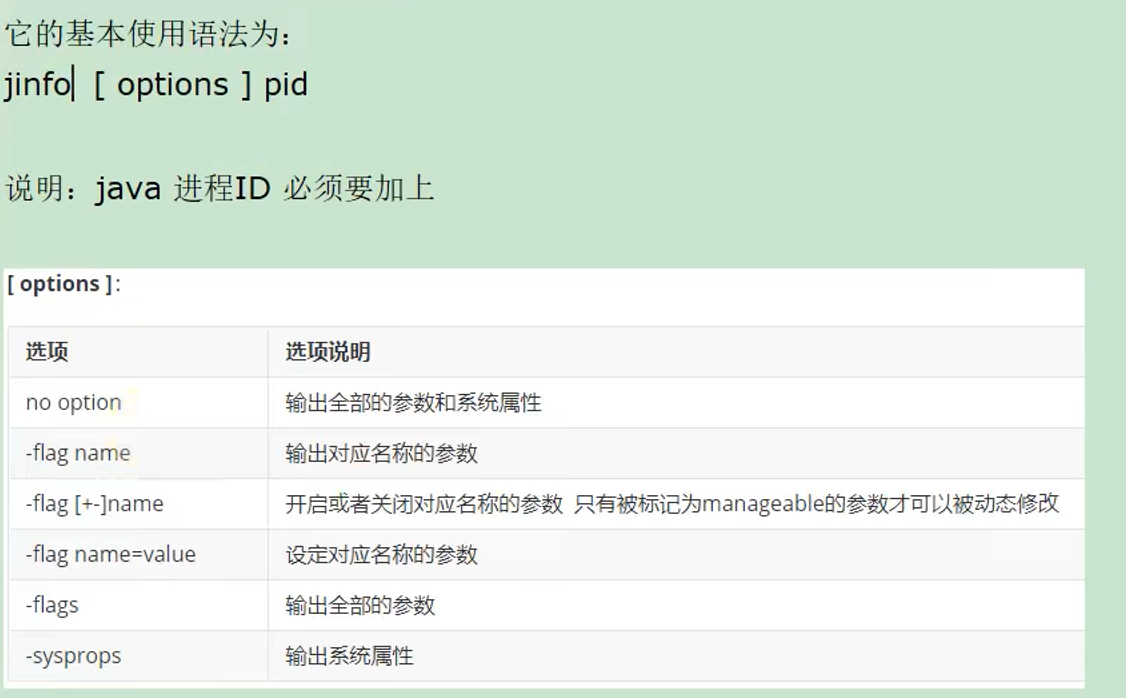 它的基本使用语法为：
jinfo [ options ] pid
说明：java 进程ID 必须要加上
[ options ]:
选项 选项说明
no option 输出全部的参数和系统属性
-flag name 输出对应名称的参数
-flag [+-]name 开启或者关闭对应名称的参数 只有被标记为manageable的参数才可以被动态修改
-flag name=value 设定对应名称的参数
-flags 输出全部的参数
-sysprops 输出系统属性